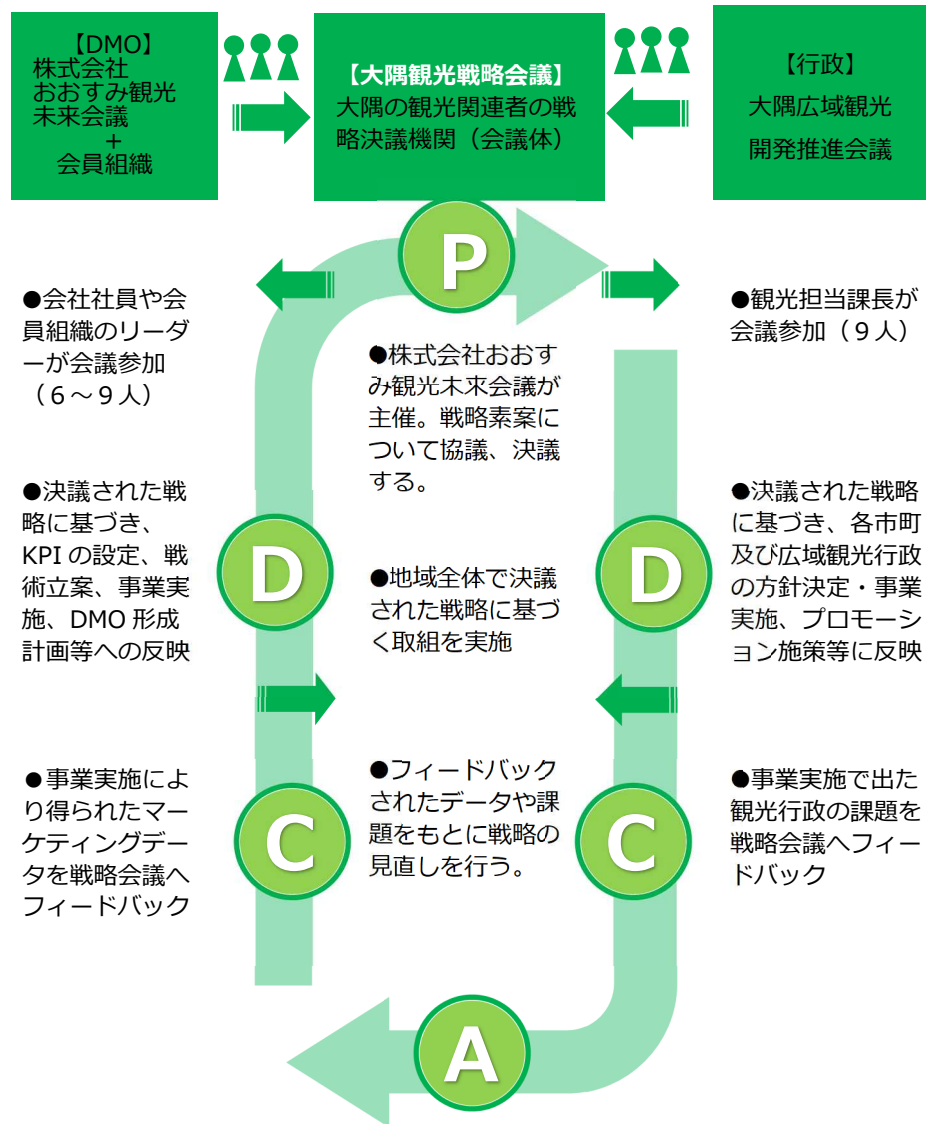 【DMO】
株式会社
おおすみ観光
未来会議
+
会員組織
【大隅観光戦略会議】
大隅の観光関連者の戦
略決議機関（会議体）
【行政】
大隅広域観光
開発推進会議
P
●会社社員や会
員組織のリーダ
ーが会議参加
（６～９人）
●株式会社おおす
み観光未来会議が
主催。戦略素案に
ついて協議、決議
する。
●観光担当課長が
会議参加（９人）
●決議された戦
略に基づき、
KPI の設定、戦
術立案、事業実
施、DMO 形成
計画等への反映
D
●地域全体で決議
された戦略に基づ
く取組を実施
D
●決議された戦略
に基づき、各市町
及び広域観光行政
の方針決定・事業
実施、プロモーシ
ョン施策等に反映
●事業実施によ
り得られたマー
ケティングデー
タを戦略会議へ
フィードバック
C
●フィードバック
されたデータや課
題をもとに戦略の
見直しを行う。
C
●事業実施で出た
観光行政の課題を
戦略会議へフィー
ドバック
A